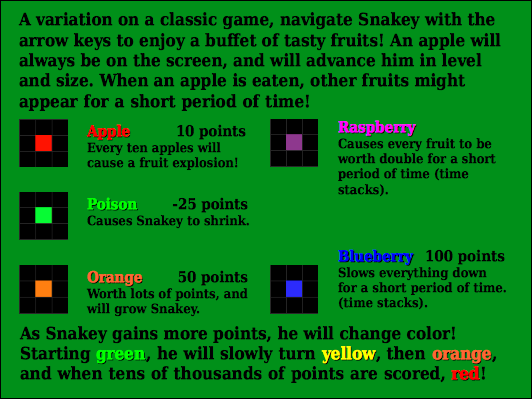 A variation on a classic game, navigate Snakey with the
arrow keys to enjoy a buffet of tasty fruits! An apple will
always be on the screen, and will advance him in level
and size. When an apple is eaten, other fruits might
appear for a short period of time!
Apple 10 points
Every ten apples will
cause a fruit explosion!
Raspberry
Causes every fruit to be
worth double for a short
period of time (time
stacks).
Poison -25 points
Causes Snakey to shrink.
Orange 50 points
Worth lots of points, and
will grow Snakey.
Blueberry 100 points
Slows everything down
for a short period of time.
(time stacks).
As Snakey gains more points, he will change color!
Starting green, he will slowly turn yellow, then orange,
and when tens of thousands of points are scored, red!